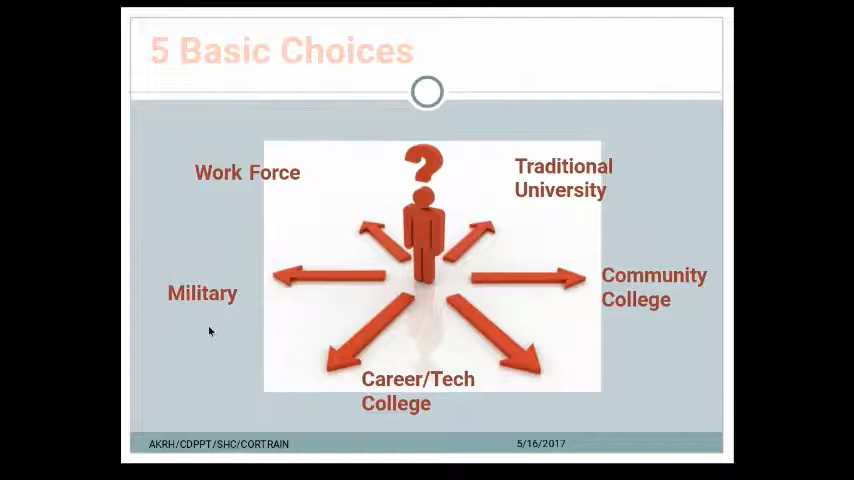 5 Basic Choices
?
Work Force
Traditional
University
Military
Community
College
Career/Tech
College
AKRH/CDPPT/SHC/CORTRAIN
5/16/2017